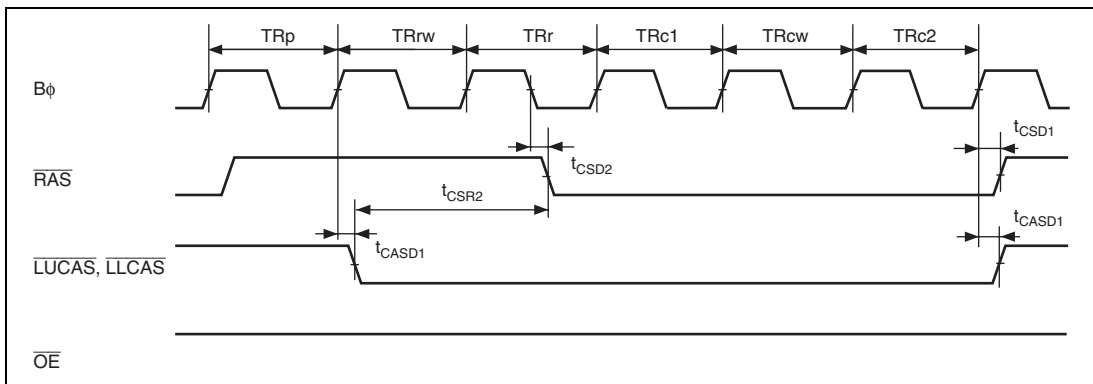 TRp TRrw TRr TRc1 TRcw TRc2
Bϕ
tCSD1
RAS
tCSD2
tCSR2
tCASD1
tCASD1
LUCAS, LLCAS
OE